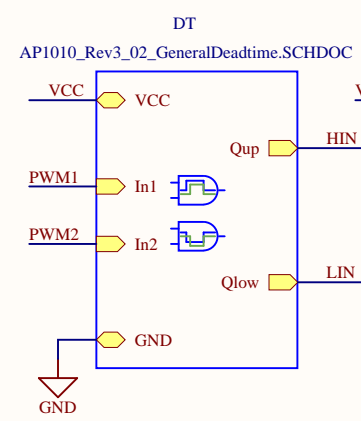 DT
AP1010_Rev3_02_GeneralDeadtime.SCHDOC
VCC
VCC
V
Qup
HIN
PWM1
In1
PWM2
In2
Qlow
LIN
GND
GND